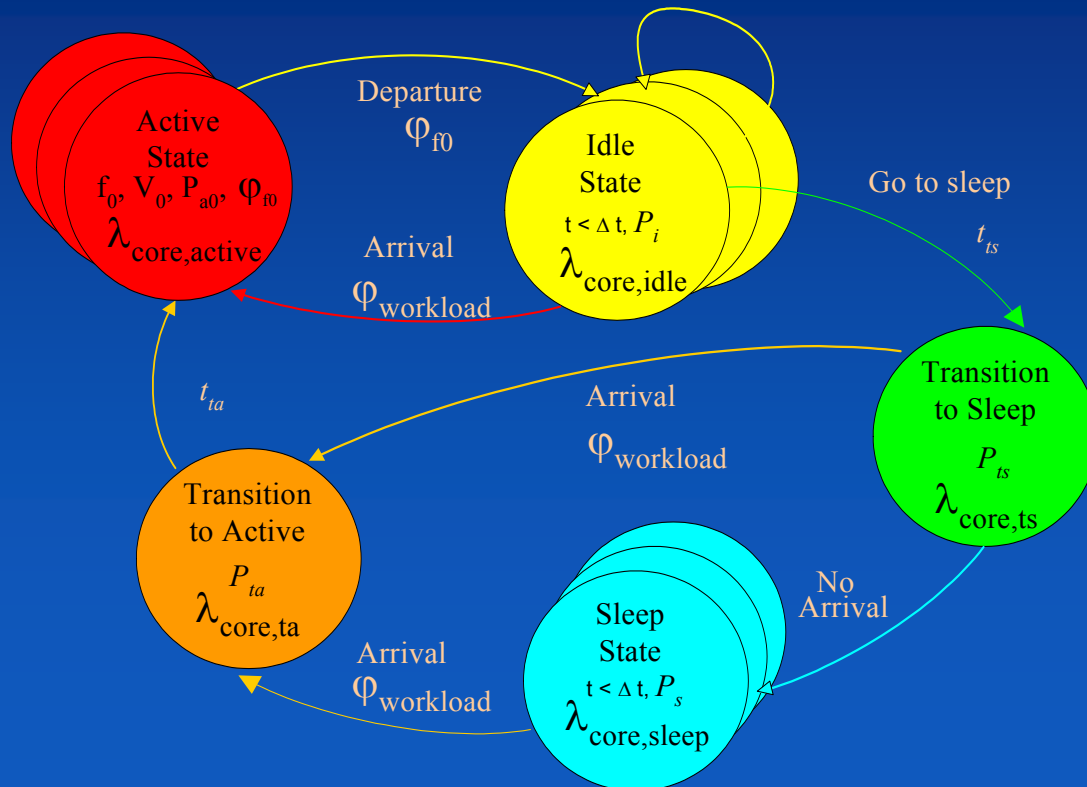 Active
State
f0, V0, Pa0, φf0
λcore,active
Departure
φf0
Arrival
φworkload
Idle
State
t < Δ t, Pi
λcore,idle
Go to sleep
tts
Transition
to Sleep
Pts
λcore,ts
Arrival
φworkload
tta
Transition
to Active
Pta
λcore,ta
Arrival
φworkload
Sleep
State
t < Δ t, Ps
λcore,sleep
No
Arrival